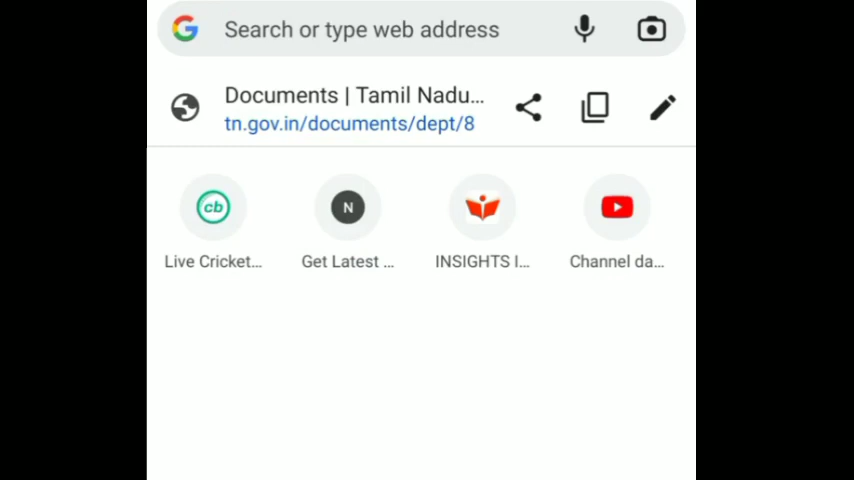 Search or type web address
Documents | Tamil Nadu...
tn.gov.in/documents/dept/8
cb
N
Live Cricket...
Get Latest ...
INSIGHTS I...
Channel da...